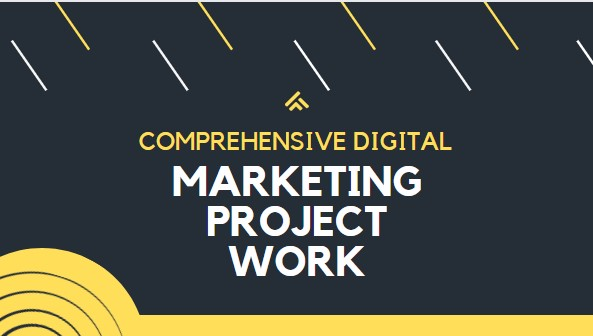 COMPREHENSIVE DIGITAL
MARKETING
PROJECT
WORK